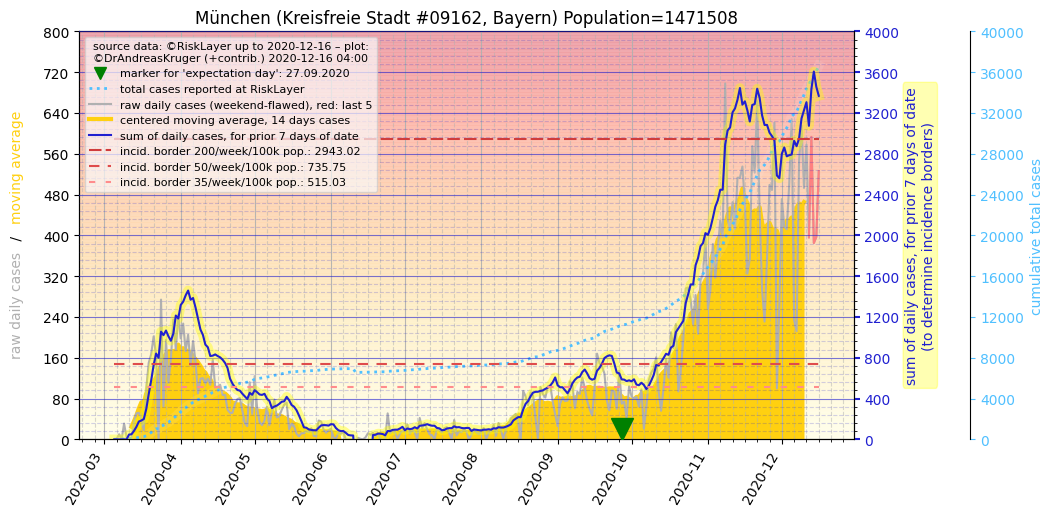 München (Kreisfreie Stadt #09162, Bayern) Population=1471508
source data: ©RiskLayer up to 2020-12-16 – plot:
©DrAndreasKruger (+contrib.) 2020-12-16 04:00
marker for 'expectation day': 27.09.2020
total cases reported at RiskLayer
raw daily cases (weekend-flawed), red: last 5
centered moving average, 14 days cases
sum of daily cases, for prior 7 days of date
incid. border 200/week/100k pop.: 2943.02
incid. border 50/week/100k pop.: 735.75
incid. border 35/week/100k pop.: 515.03
raw daily cases / moving average
800
720
640
560
480
400
320
240
160
80
0
2020-03
2020-04
2020-05
2020-06
2020-07
2020-08
2020-09
2020-10
2020-11
2020-12
4000
3600
3200
2800
2400
2000
1600
1200
800
400
0
sum of daily cases, for prior 7 days of date
(to determine incidence borders)
40000
36000
32000
28000
24000
20000
16000
12000
8000
4000
0
cumulative total cases